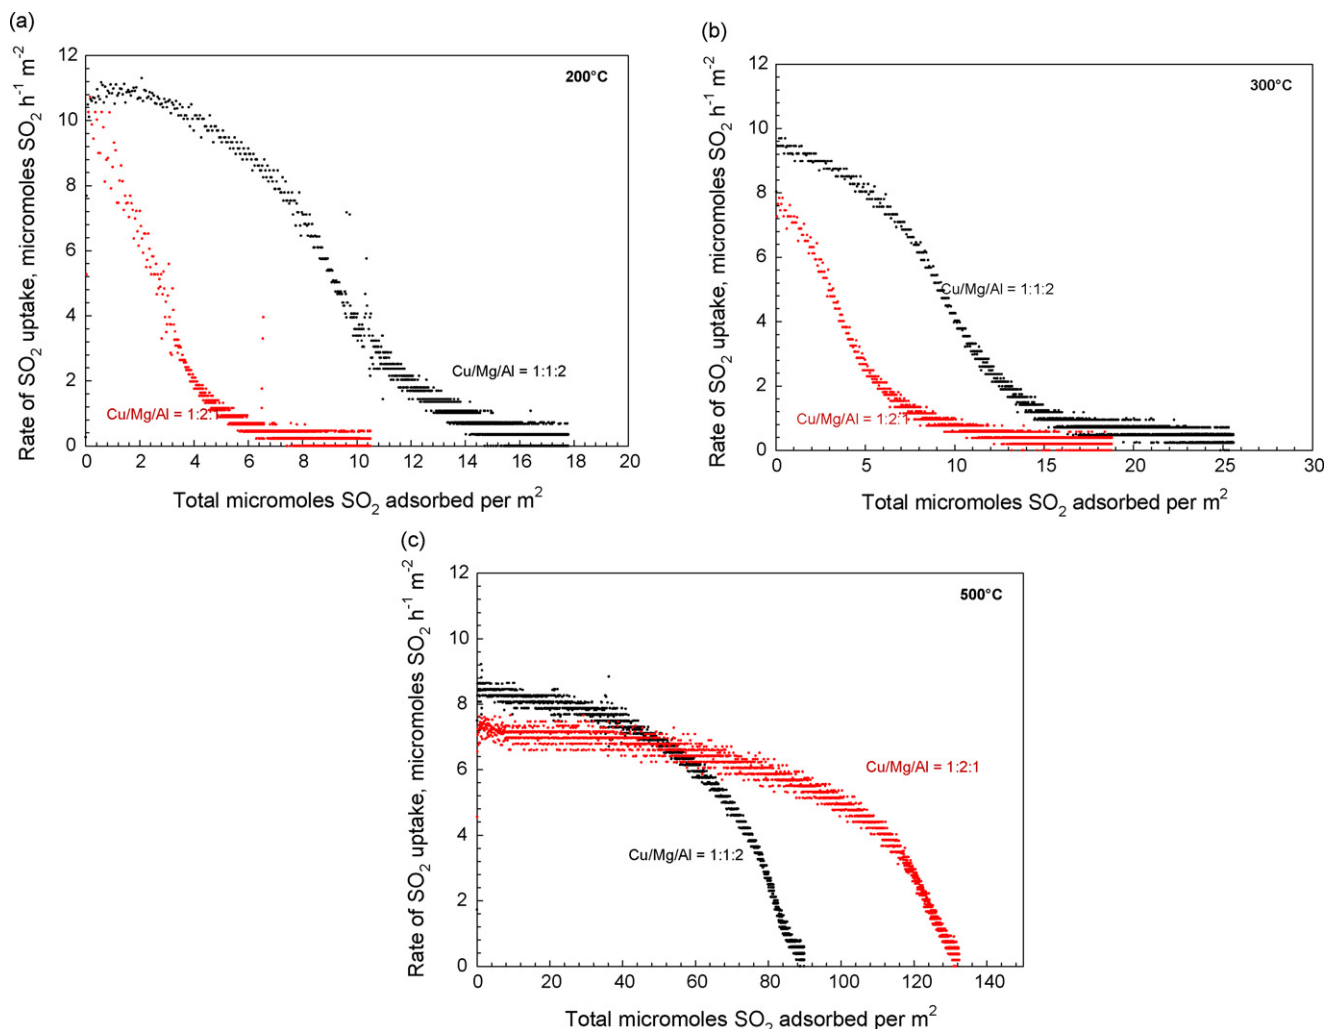 (a)
Rate of SO2 uptake, micromoles SO2 h-1 m-2
12
10
8
6
4
2
0
200°C
Cu/Mg/Al = 1:1:2
Cu/Mg/Al = 1:2:1
0 2 4 6 8 10 12 14 16 18 20
Total micromoles SO2 adsorbed per m2
(b)
Rate of SO2 uptake, micromoles SO2 h-1 m-2
12
10
8
6
4
2
0
300°C
Cu/Mg/Al = 1:1:2
Cu/Mg/Al = 1:2:1
0 5 10 15 20 25 30
Total micromoles SO2 adsorbed per m2
(c)
Rate of SO2 uptake, micromoles SO2 h-1 m-2
12
10
8
6
4
2
0
500°C
Cu/Mg/Al = 1:2:1
Cu/Mg/Al = 1:1:2
0 20 40 60 80 100 120 140
Total micromoles SO2 adsorbed per m2